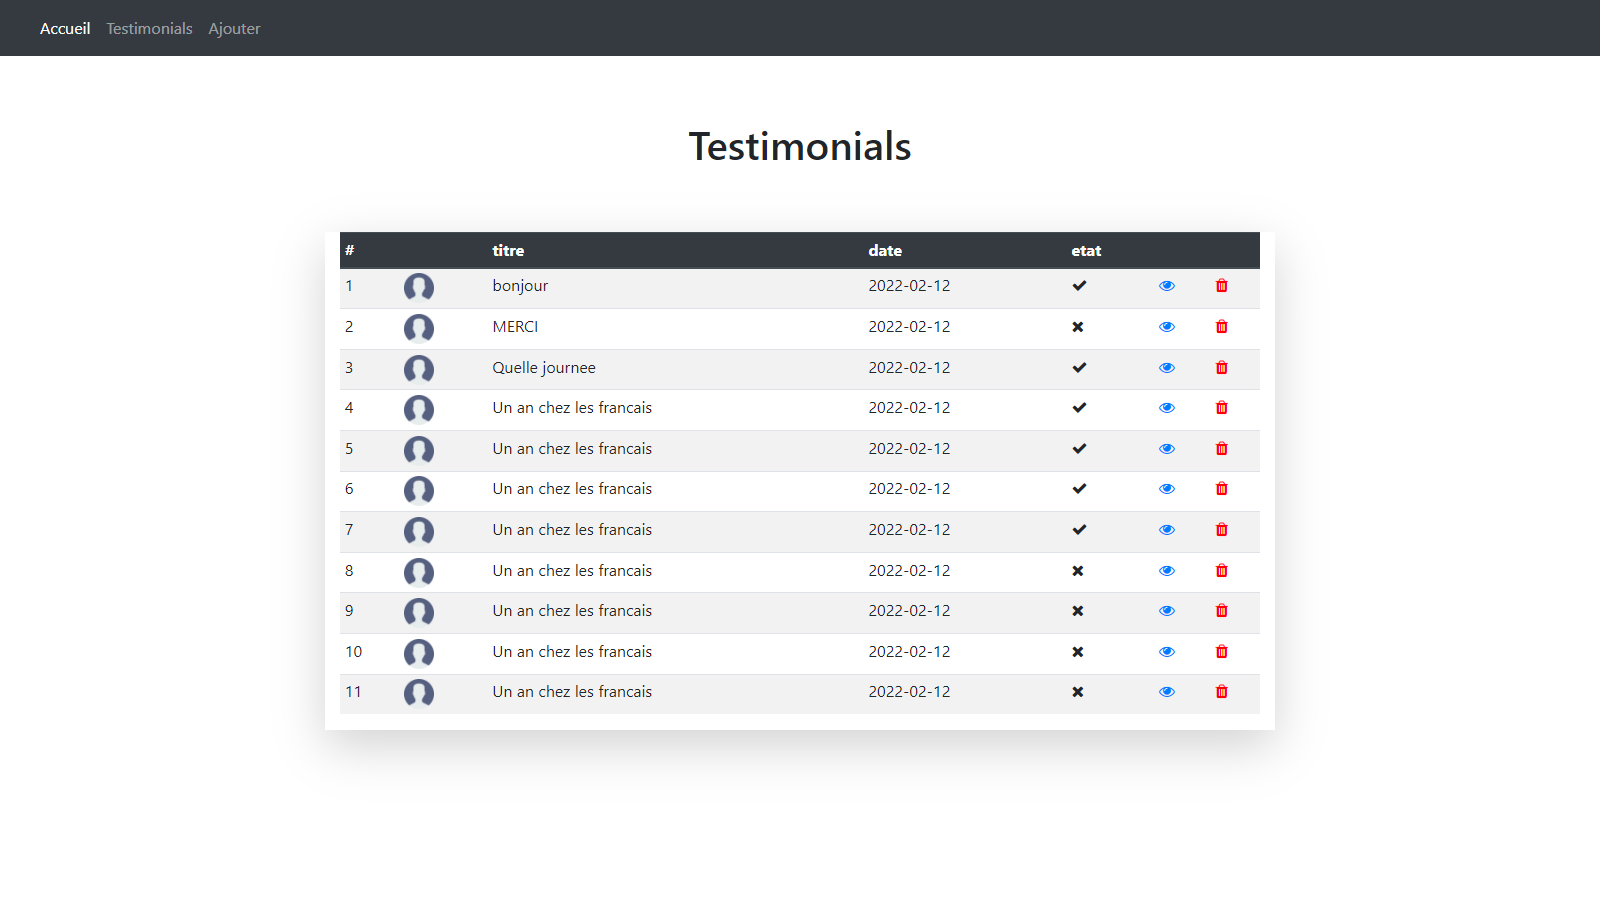 Accueil Testimonials Ajouter
Testimonials
# titre date etat
1 bonjour 2022-02-12
2 MERCI 2022-02-12
3 Quelle journee 2022-02-12
4 Un an chez les francais 2022-02-12
5 Un an chez les francais 2022-02-12
6 Un an chez les francais 2022-02-12
7 Un an chez les francais 2022-02-12
8 Un an chez les francais 2022-02-12
9 Un an chez les francais 2022-02-12
10 Un an chez les francais 2022-02-12
11 Un an chez les francais 2022-02-12